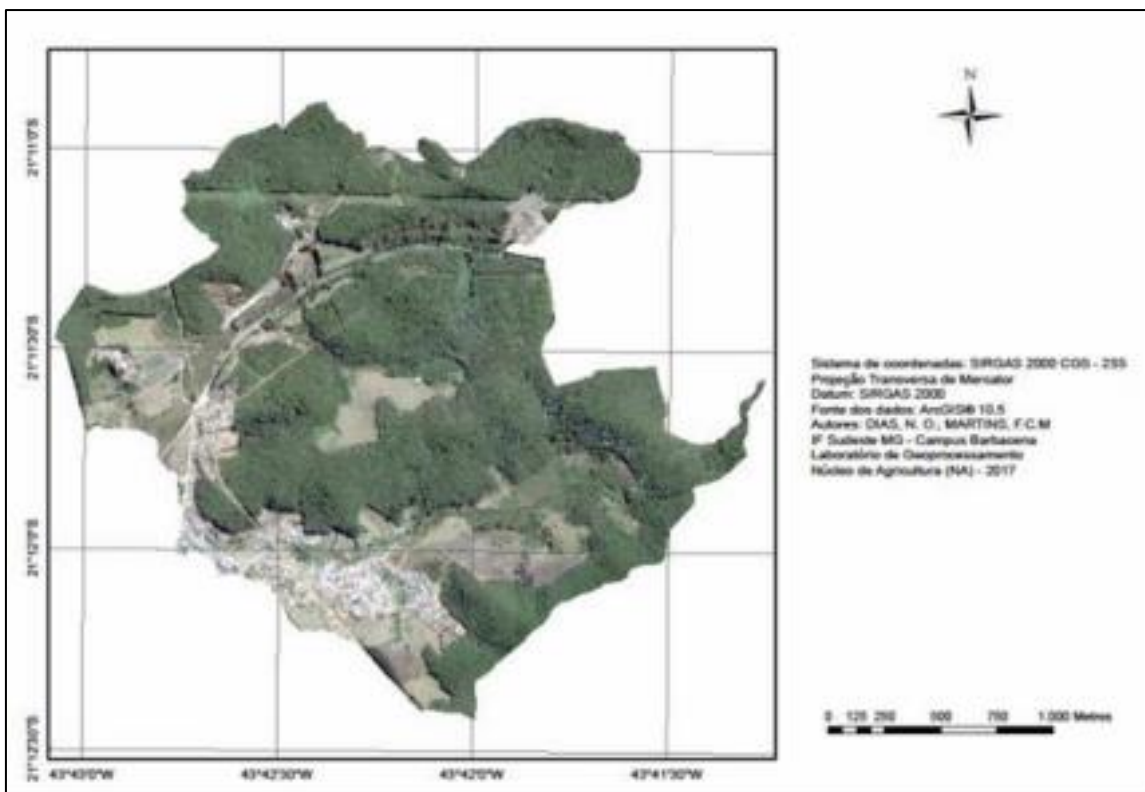 N
21°11'0"S
21°11'30"S
21°12'0"S
21°12'30"S
43°43'0"W 43°42'30"W 43°42'0"W 43°41'30"W
Sistema de coordenadas: SIRGAS 2000 CGS - 23S
Projeção Transversa de Mercator
Datum: SIRGAS 2000
Fonte dos dados: ArcGIS® 10.5
Autores: DIAS, N. O., MARTINS, F.C.M
IF Sudeste MG - Campus Barbacena
Laboratório de Geoprocessamento
Núcleo de Agricultura (NA) - 2017
0 125 250 500 750 1.000 Metros